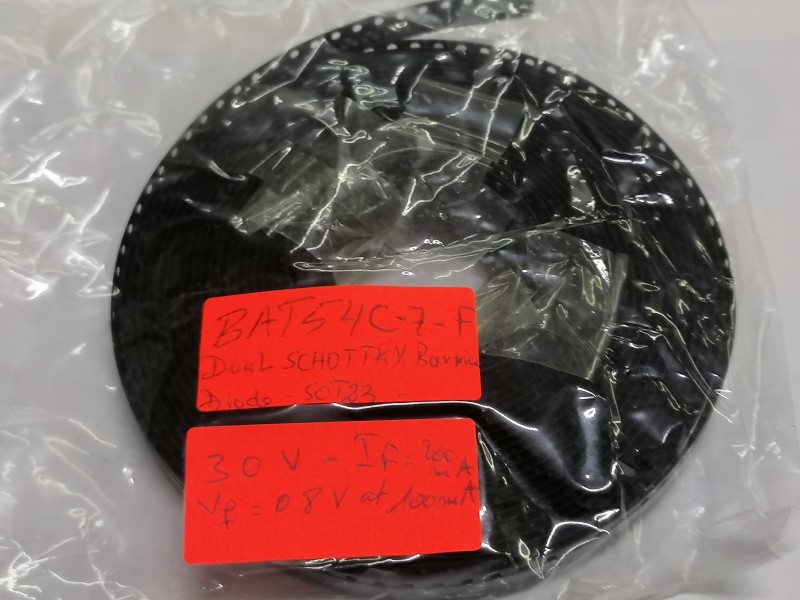 BAT54C-7-F
Dual SCHOTTKY Barrier
Diode - SOT23 -
30V - If = 200 mA
Vf = 0.8V at 100mA